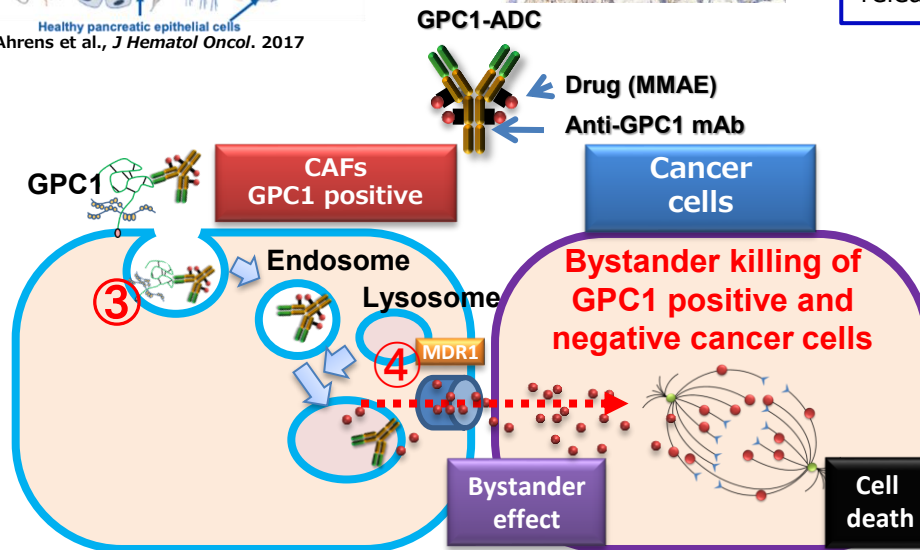 Healthy pancreatic epithelial cells
Ahrens et al., J Hematol Oncol. 2017
GPC1-ADC
Drug (MMAE)
Anti-GPC1 mAb
GPC1
CAFs
GPC1 positive
Cancer
cells
③
Endosome
Lysosome
④
MDR1
Bystander killing of
GPC1 positive and
negative cancer cells
Bystander
effect
Cell
death